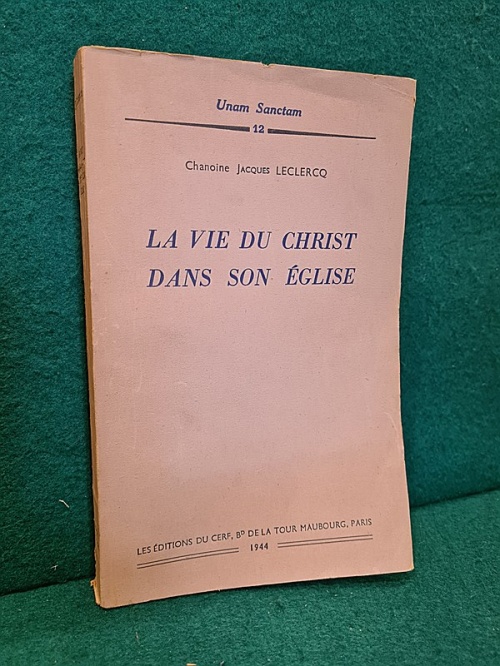 Unam Sanctam
12
Chanoine JACQUES LECLERCQ
LA VIE DU CHRIST
DANS SON ÉGLISE
LES ÉDITIONS DU CERF, Bᴰ DE LA TOUR MAUBOURG, PARIS
1944